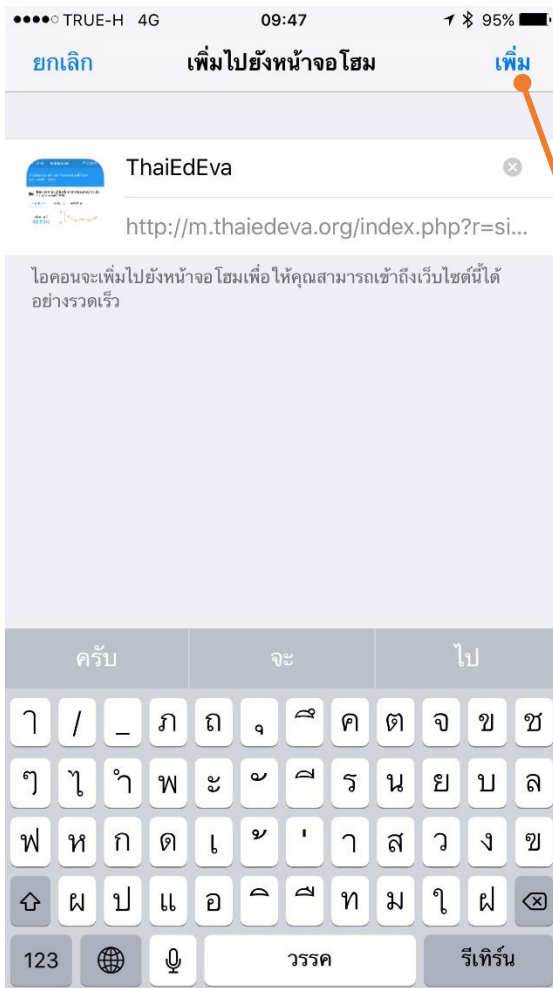 TRUE-H 4G 09:47 95%
ยกเลิก เพิ่มไปยังหน้าจอโฮม เพิ่ม
ThaiEdEva
http://m.thaiedeva.org/index.php?r=si...
ไอคอนจะเพิ่มไปยังหน้าจอโฮมเพื่อให้คุณสามารถเข้าถึงเว็บไซต์นี้ได้
อย่างรวดเร็ว
ครับ จะ ไป
ๅ / _ ภ ถ ุ ึ ค ต จ ข ช
ๆ ไ ำ พ ะ ั ี ร น ย บ ล
ฟ ห ก ด เ ้ ่ า ส ว ง ฃ
ผ ป แ อ ิ ื ท ม ใ ฝ
123 วรรค รีเทิร์น